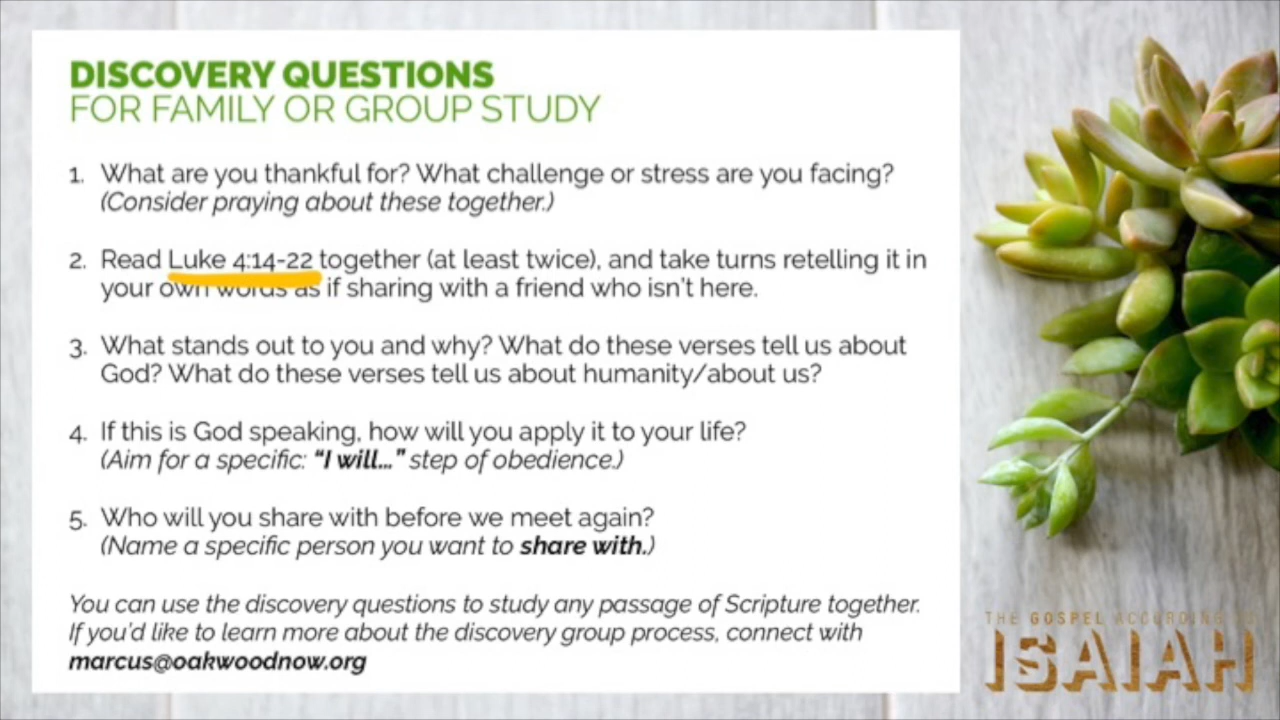 DISCOVERY QUESTIONS
FOR FAMILY OR GROUP STUDY
1. What are you thankful for? What challenge or stress are you facing?
(Consider praying about these together.)
2. Read Luke 4:14-22 together (at least twice), and take turns retelling it in
your own words as if sharing with a friend who isn't here.
3. What stands out to you and why? What do these verses tell us about
God? What do these verses tell us about humanity/about us?
4. If this is God speaking, how will you apply it to your life?
(Aim for a specific: “I will...” step of obedience.)
5. Who will you share with before we meet again?
(Name a specific person you want to share with.)
You can use the discovery questions to study any passage of Scripture together.
If you'd like to learn more about the discovery group process, connect with
marcus@oakwoodnow.org
THE GOSPEL ACCORDING TO
ISAIAH